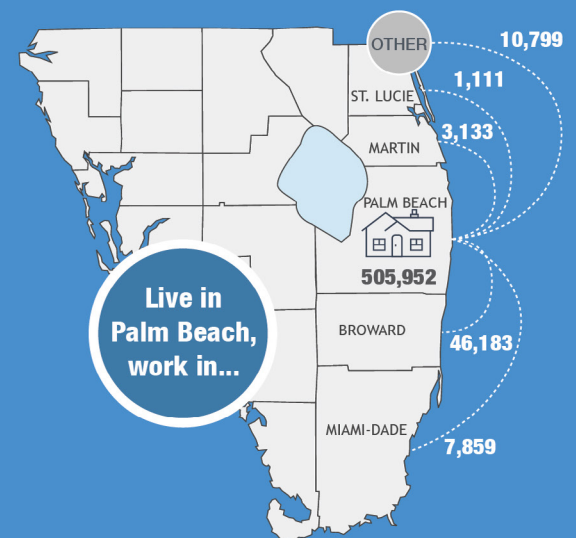 OTHER
10,799
1,111
ST. LUCIE
3,133
MARTIN
PALM BEACH
505,952
Live in
Palm Beach,
work in...
BROWARD
46,183
MIAMI-DADE
7,859